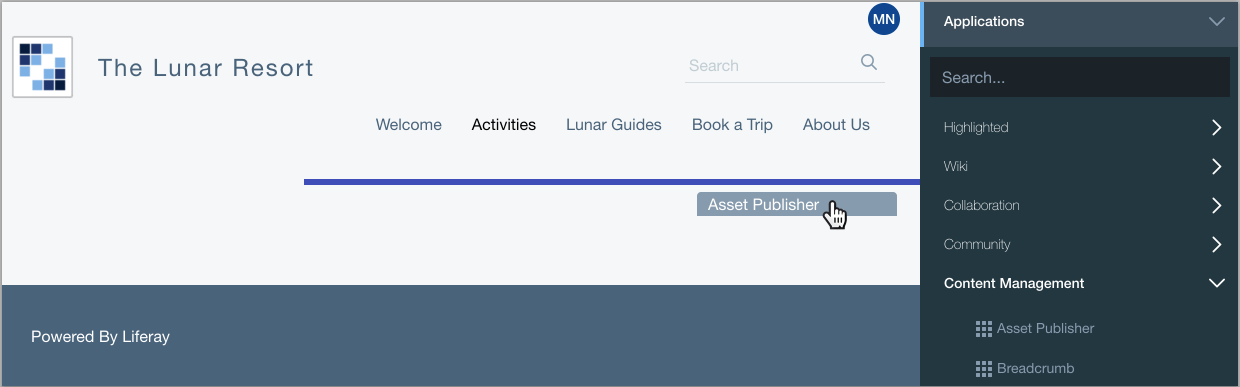 MN
The Lunar Resort
Search
Welcome Activities Lunar Guides Book a Trip About Us
Asset Publisher
Powered By Liferay
Applications
Search...
Highlighted
Wiki
Collaboration
Community
Content Management
Asset Publisher
Breadcrumb